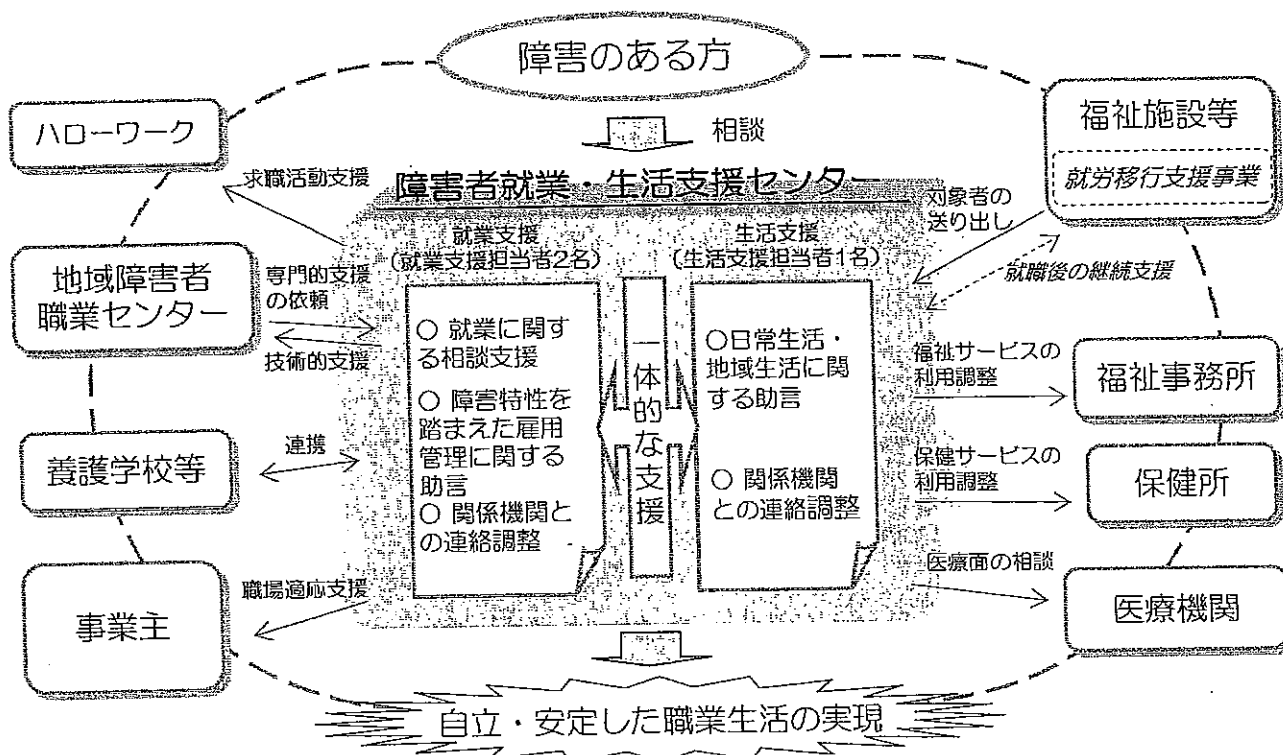 障害のある方
相談
ハローワーク
求職活動支援
地域障害者
職業センター
専門的支援
の依頼
技術的支援
養護学校等
連携
事業主
職場適応支援
障害者就業・生活支援センター
就業支援
(就業支援担当者2名)
○ 就業に関す
る相談支援
○ 障害特性を
踏まえた雇用
管理に関する
助言
○ 関係機関と
の連絡調整
一体的な支援
生活支援
(生活支援担当者1名)
○日常生活・
地域生活に関
する助言
○ 関係機関
との連絡調整
福祉施設等
就労移行支援事業
対象者の
送り出し
就職後の継続支援
福祉サービスの
利用調整
福祉事務所
保健サービスの
利用調整
保健所
医療面の相談
医療機関
自立・安定した職業生活の実現